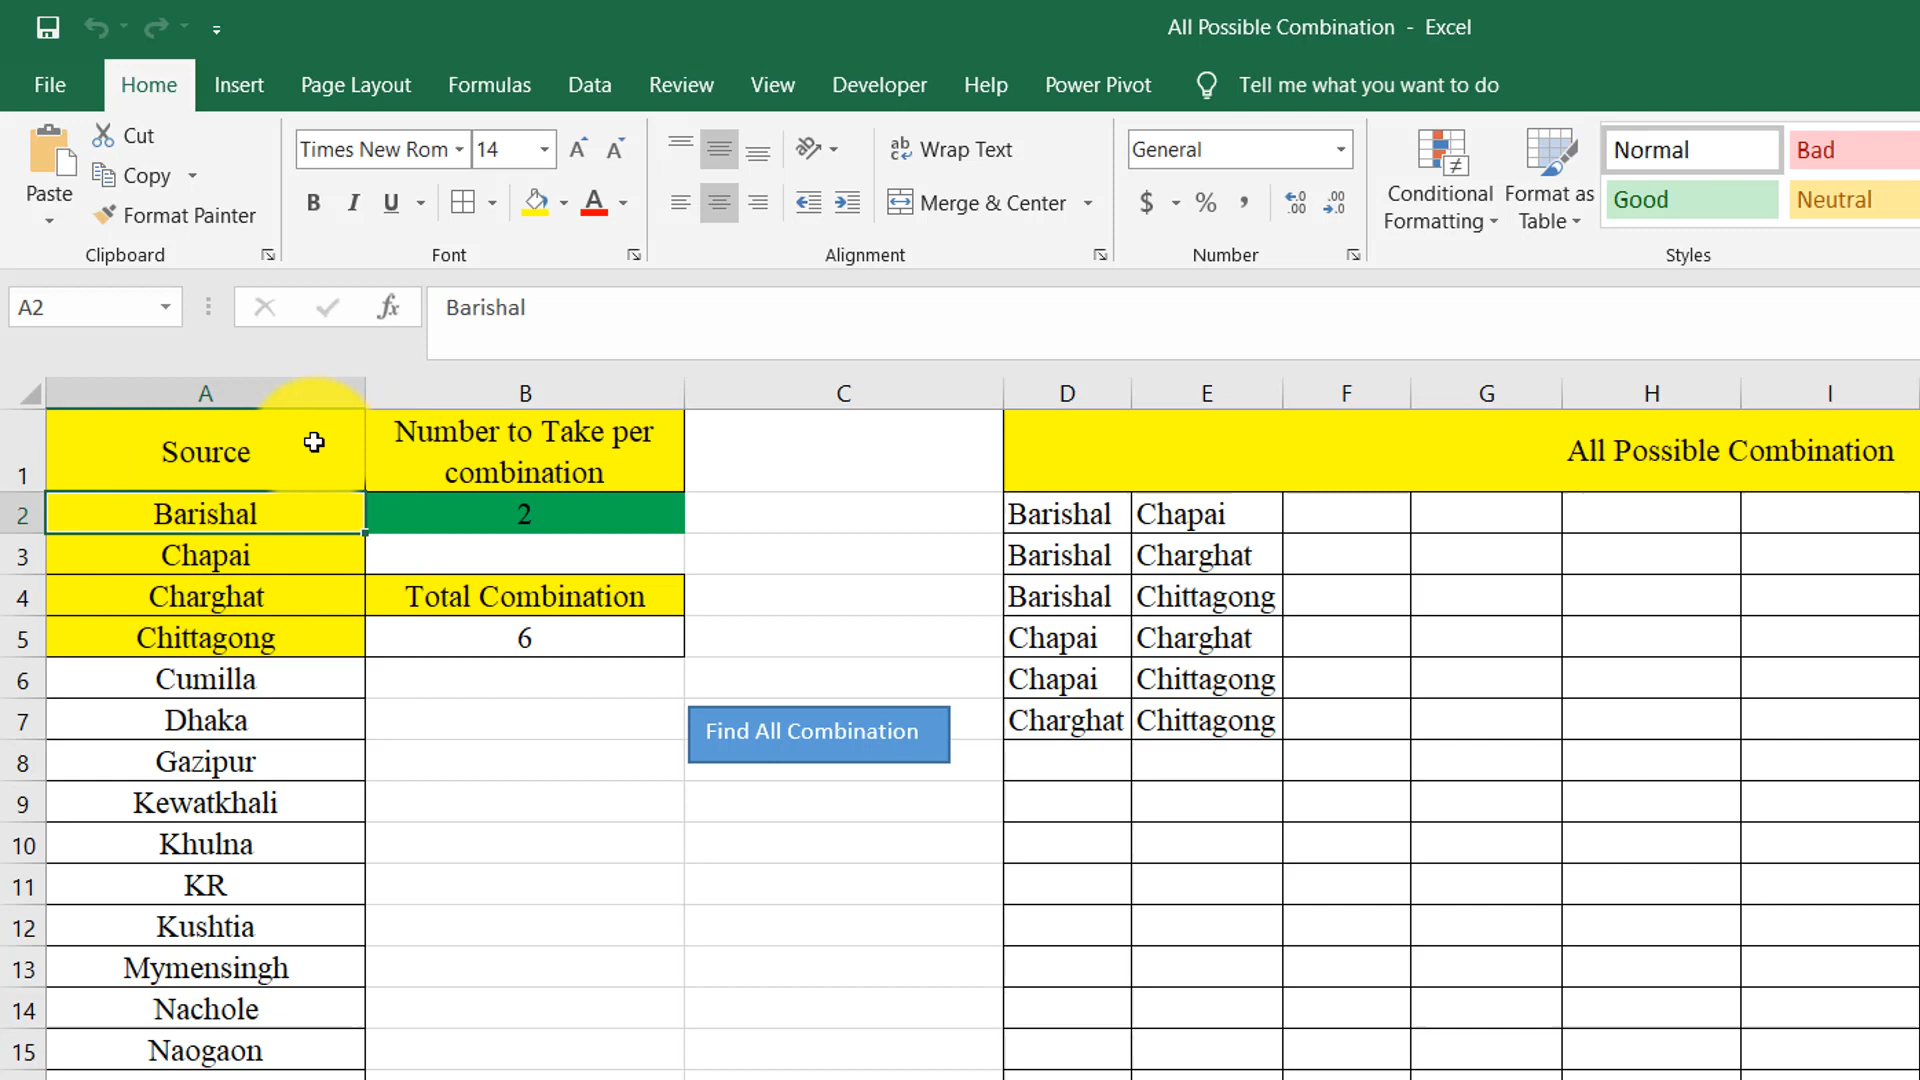 All Possible Combination - Excel
File Home Insert Page Layout Formulas Data Review View Developer Help Power Pivot Tell me what you want to do
Paste
Cut
Copy
Format Painter
Clipboard
Times New Rom 14 A A
B I U A
Font
ab Wrap Text
Merge & Center
Alignment
General
$ % , .00 .00
Number
Conditional Formatting
Format as Table
Normal Bad
Good Neutral
Styles
A2 fx Barishal
A B C D E F G H I
1 Source Number to Take per combination All Possible Combination
2 Barishal 2 Barishal Chapai
3 Chapai Barishal Charghat
4 Charghat Total Combination Barishal Chittagong
5 Chittagong 6 Chapai Charghat
6 Cumilla Chapai Chittagong
7 Dhaka Find All Combination Charghat Chittagong
8 Gazipur
9 Kewatkhali
10 Khulna
11 KR
12 Kushtia
13 Mymensingh
14 Nachole
15 Naogaon